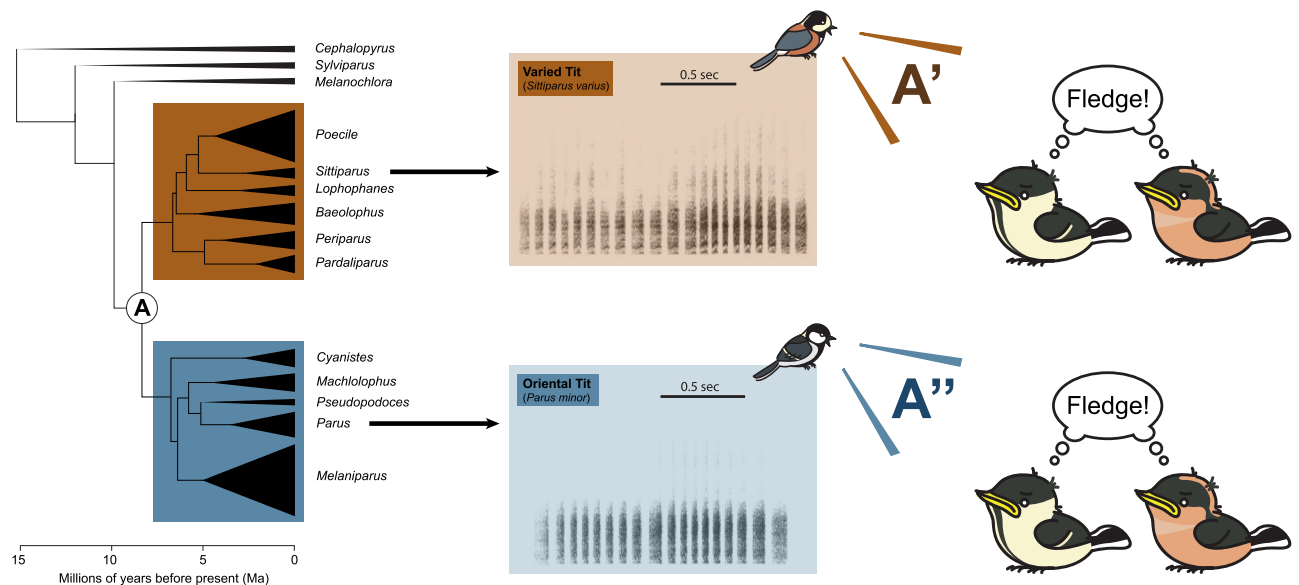 Cephalopyrus
Sylviparus
Melanochlora
Poecile
Sittiparus
Lophophanes
Baeolophus
Periparus
Pardaliparus
A
Cyanistes
Machlolophus
Pseudopodoces
Parus
Melaniparus
15 10 5 0
Millions of years before present (Ma)
Varied Tit
(Sittiparus varius)
0.5 sec
A’
Fledge!
Oriental Tit
(Parus minor)
0.5 sec
A’’
Fledge!